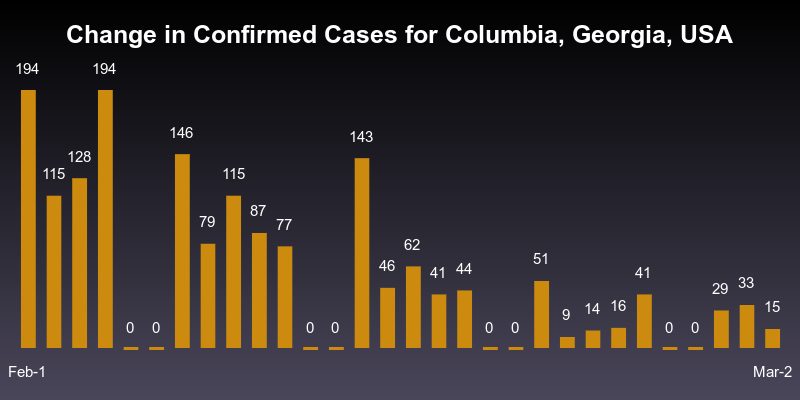 Change in Confirmed Cases for Columbia, Georgia, USA
194 115 128 194 0 0 146 79 115 87 77 0 0 143 46 62 41 44 0 0 51 9 14 16 41 0 0 29 33 15
Feb-1 Mar-2